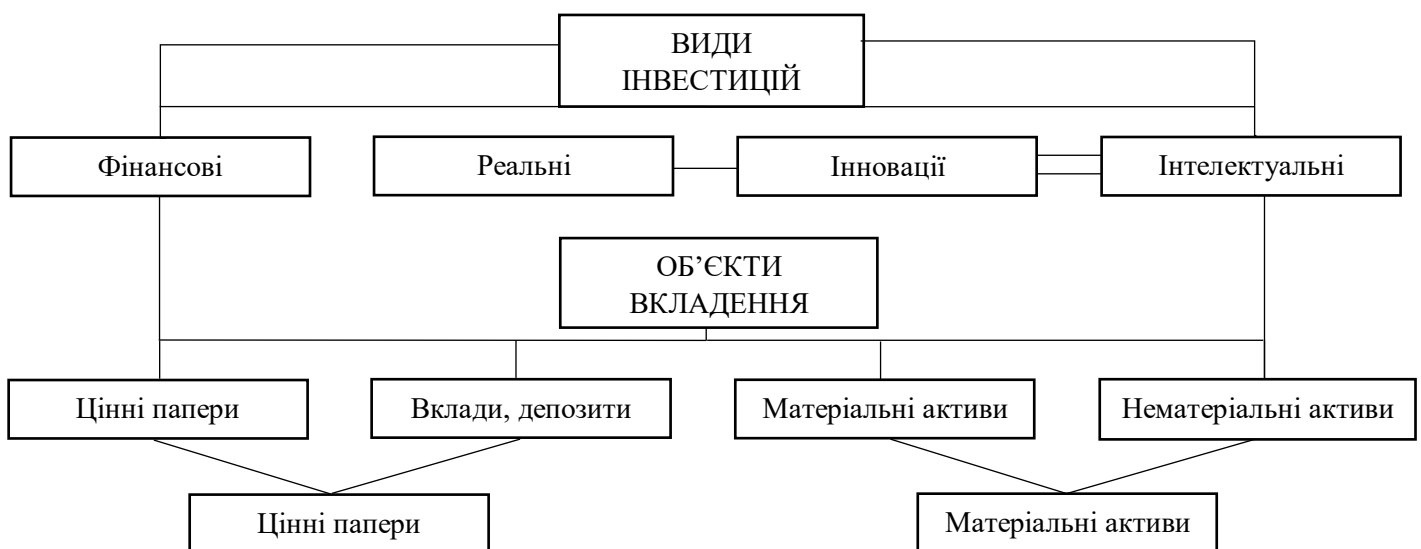 ВИДИ
ІНВЕСТИЦІЙ
Фінансові
Реальні
Інновації
Інтелектуальні
ОБ’ЄКТИ
ВКЛАДЕННЯ
Цінні папери
Вклади, депозити
Матеріальні активи
Нематеріальні активи
Цінні папери
Матеріальні активи